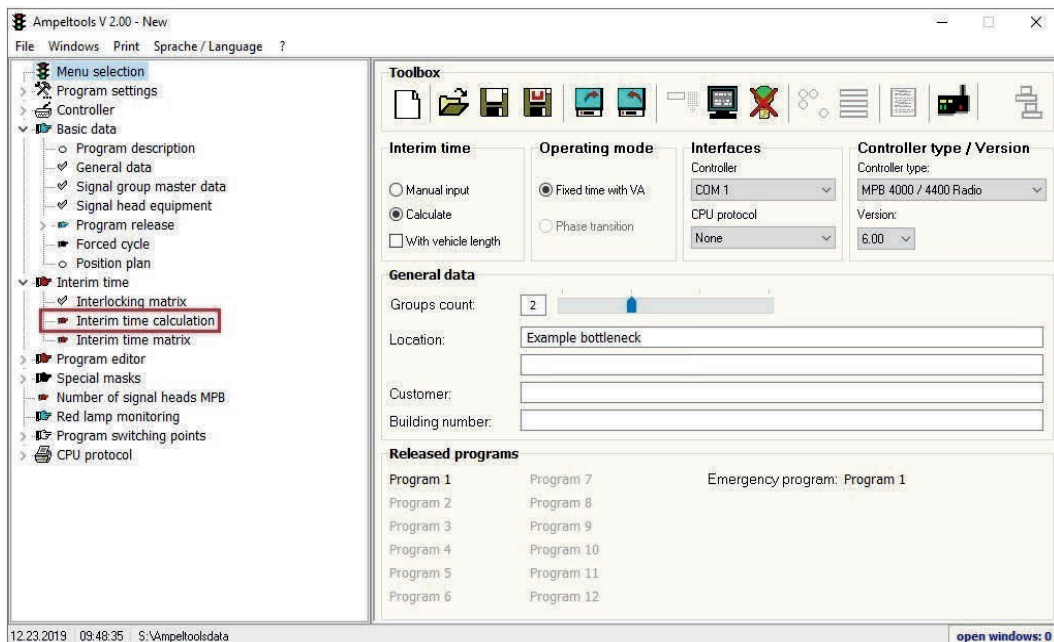 Ampeltools V 2.00 - New
File Windows Print Sprache / Language ?
Menu selection
Program settings
Controller
Basic data
Program description
General data
Signal group master data
Signal head equipment
Program release
Forced cycle
Position plan
Interim time
Interlocking matrix
Interim time calculation
Interim time matrix
Program editor
Special masks
Number of signal heads MPB
Red lamp monitoring
Program switching points
CPU protocol
Toolbox
Interim time
Manual input
Calculate
With vehicle length
Operating mode
Fixed time with VA
Phase transition
Interfaces
Controller
COM 1
CPU protocol
None
Controller type / Version
Controller type:
MPB 4000 / 4400 Radio
Version:
6.00
General data
Groups count: 2
Location: Example bottleneck
Customer:
Building number:
Released programs
Program 1 Program 7 Emergency program: Program 1
Program 2 Program 8
Program 3 Program 9
Program 4 Program 10
Program 5 Program 11
Program 6 Program 12
12.23.2019 09:48:35 S:\Ampeltoolsdata open windows: 0